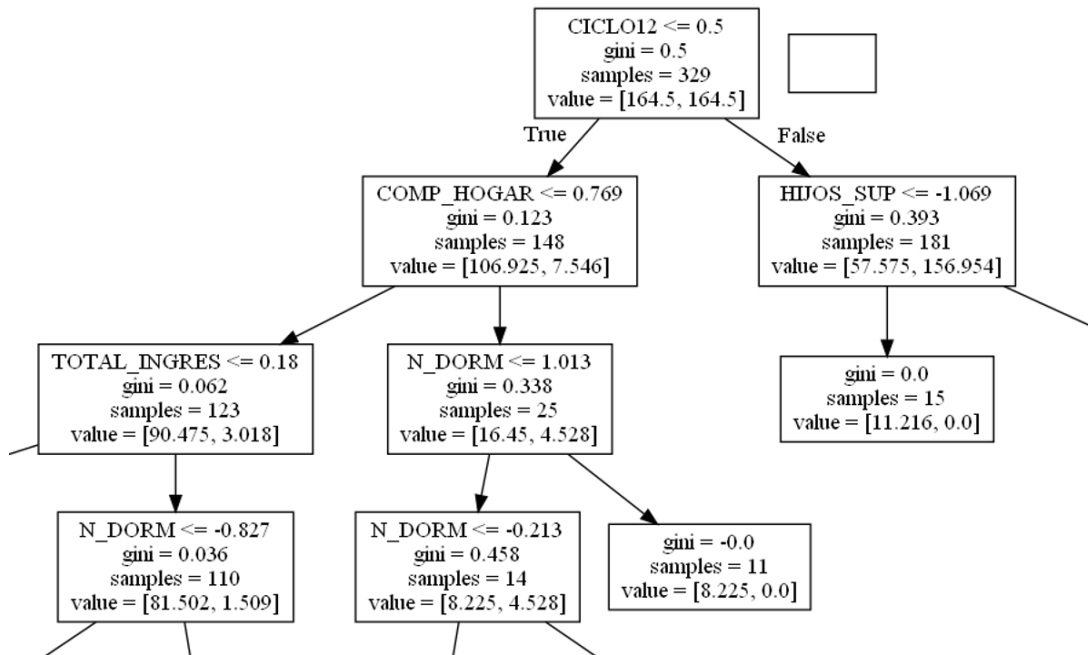 CICLO12 <= 0.5
gini = 0.5
samples = 329
value = [164.5, 164.5]
True
False
COMP_HOGAR <= 0.769
gini = 0.123
samples = 148
value = [106.925, 7.546]
HIJOS_SUP <= -1.069
gini = 0.393
samples = 181
value = [57.575, 156.954]
TOTAL_INGRES <= 0.18
gini = 0.062
samples = 123
value = [90.475, 3.018]
N_DORM <= 1.013
gini = 0.338
samples = 25
value = [16.45, 4.528]
gini = 0.0
samples = 15
value = [11.216, 0.0]
N_DORM <= -0.827
gini = 0.036
samples = 110
value = [81.502, 1.509]
N_DORM <= -0.213
gini = 0.458
samples = 14
value = [8.225, 4.528]
gini = -0.0
samples = 11
value = [8.225, 0.0]